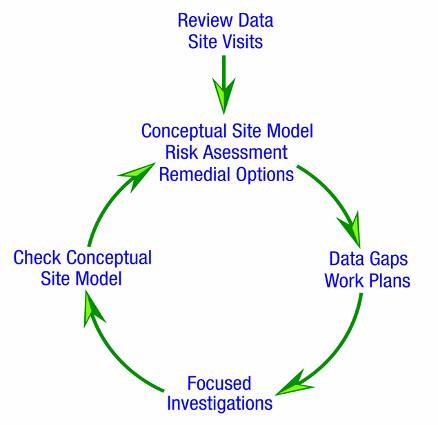 Review Data
Site Visits
Conceptual Site Model
Risk Asessment
Remedial Options
Data Gaps
Work Plans
Focused
Investigations
Check Conceptual
Site Model